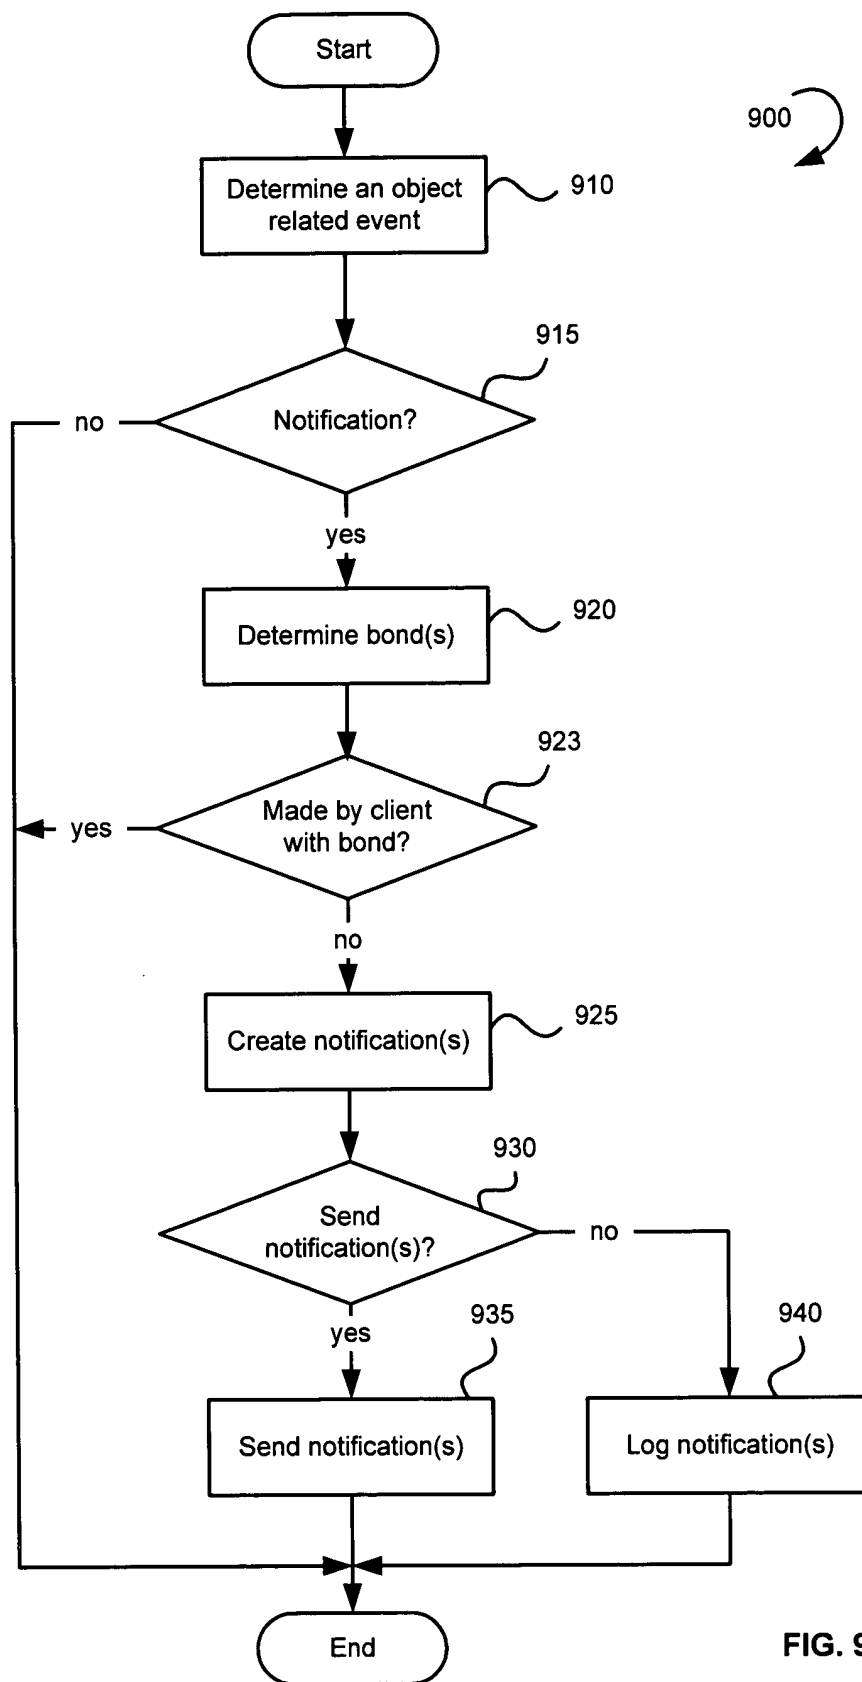 Start
900
Determine an object
related event
910
915
Notification?
no
yes
Determine bond(s)
920
923
Made by client
with bond?
yes
no
Create notification(s)
925
930
Send
notification(s)?
no
yes
935
940
Send notification(s)
Log notification(s)
End
FIG. 9